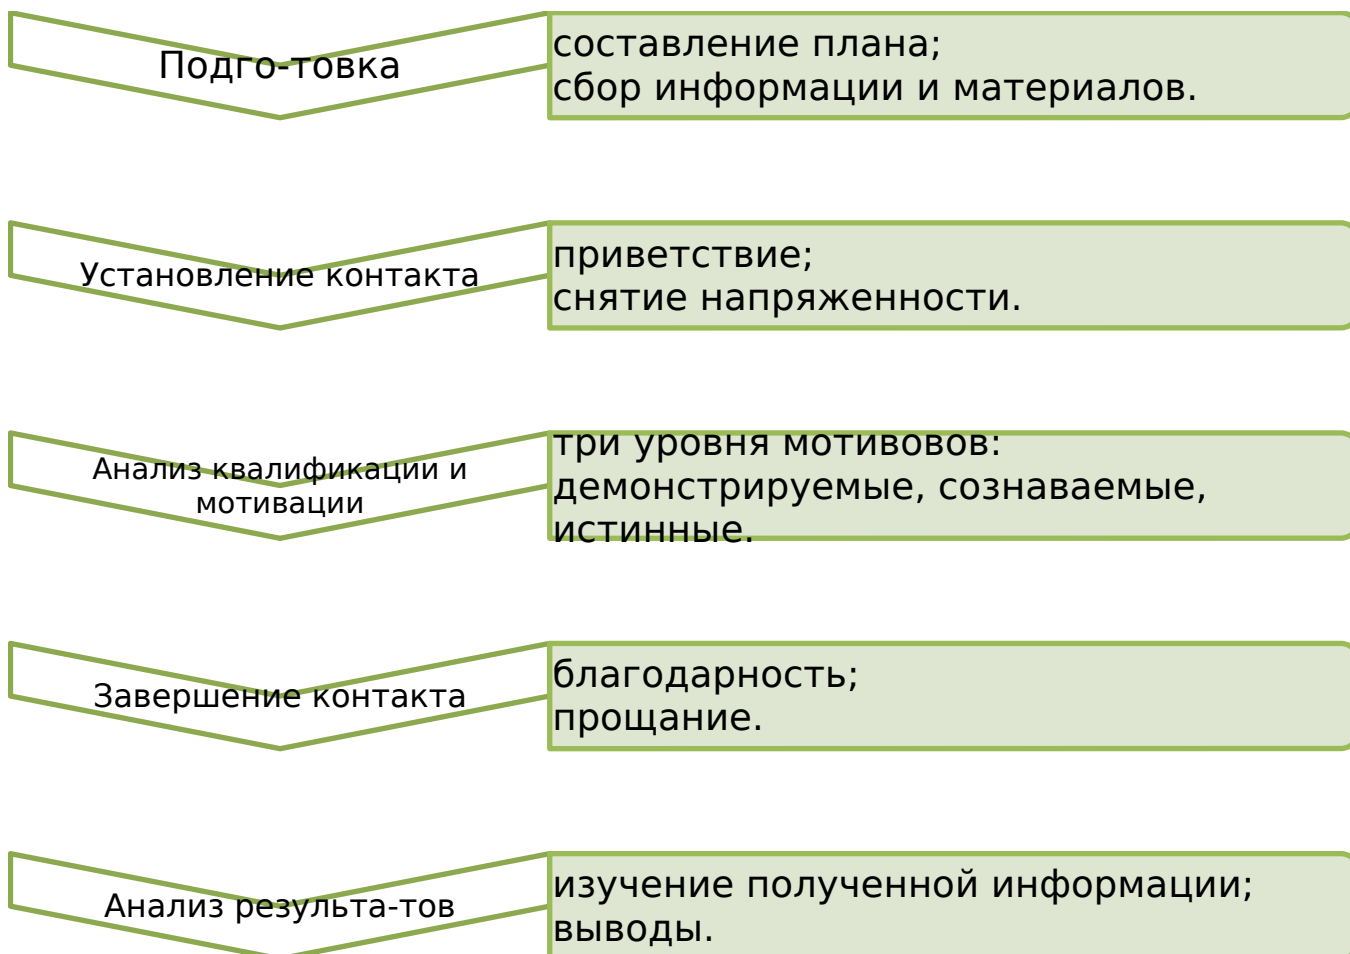 Подго-товка
составление плана;
сбор информации и материалов.
Установление контакта
приветствие;
снятие напряженности.
Анализ квалификации и
мотивации
три уровня мотивовов:
демонстрируемые, сознаваемые,
истинные.
Завершение контакта
благодарность;
прощание.
Анализ результа-тов
изучение полученной информации;
выводы.